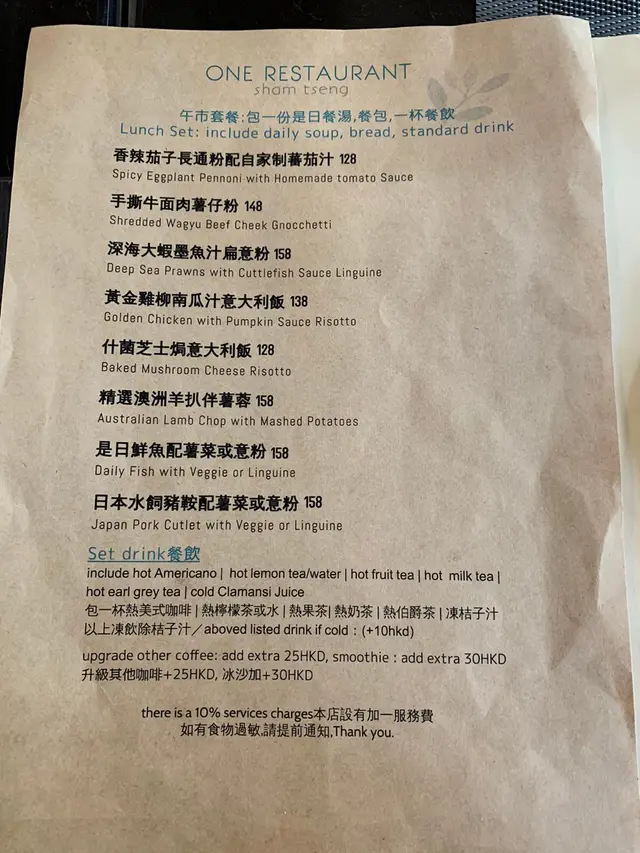 ONE RESTAURANT
sham tseng
午市套餐:包一份是日餐湯,餐包,一杯餐飲
Lunch Set: include daily soup, bread, standard drink
香辣茄子長通粉配自家制蕃茄汁 128
Spicy Eggplant Pennoni with Homemade tomato Sauce
手撕牛面肉薯仔粉 148
Shredded Wagyu Beef Cheek Gnocchetti
深海大蝦墨魚汁扁意粉 158
Deep Sea Prawns with Cuttlefish Sauce Linguine
黃金雞柳南瓜汁意大利飯 138
Golden Chicken with Pumpkin Sauce Risotto
什菌芝士焗意大利飯 128
Baked Mushroom Cheese Risotto
精選澳洲羊扒伴薯蓉 158
Australian Lamb Chop with Mashed Potatoes
是日鮮魚配薯菜或意粉 158
Daily Fish with Veggie or Linguine
日本水飼豬鞍配薯菜或意粉 158
Japan Pork Cutlet with Veggie or Linguine
Set drink餐飲
include hot Americano | hot lemon tea/water | hot fruit tea | hot milk tea |
hot earl grey tea | cold Clamansi Juice
包一杯熱美式咖啡 | 熱檸檬茶或水 | 熱果茶| 熱奶茶 | 熱伯爵茶 | 凍桔子汁
以上凍飲除桔子汁／aboved listed drink if cold : (+10hkd)
upgrade other coffee: add extra 25HKD, smoothie : add extra 30HKD
升級其他咖啡+25HKD, 冰沙加+30HKD
there is a 10% services charges本店設有加一服務費
如有食物過敏,請提前通知,Thank you.